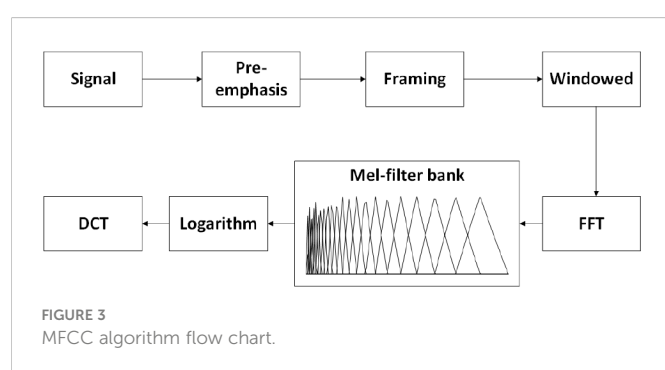 Signal
Pre-
emphasis
Framing
Windowed
Mel-filter bank
DCT
Logarithm
FFT
FIGURE 3
MFCC algorithm flow chart.